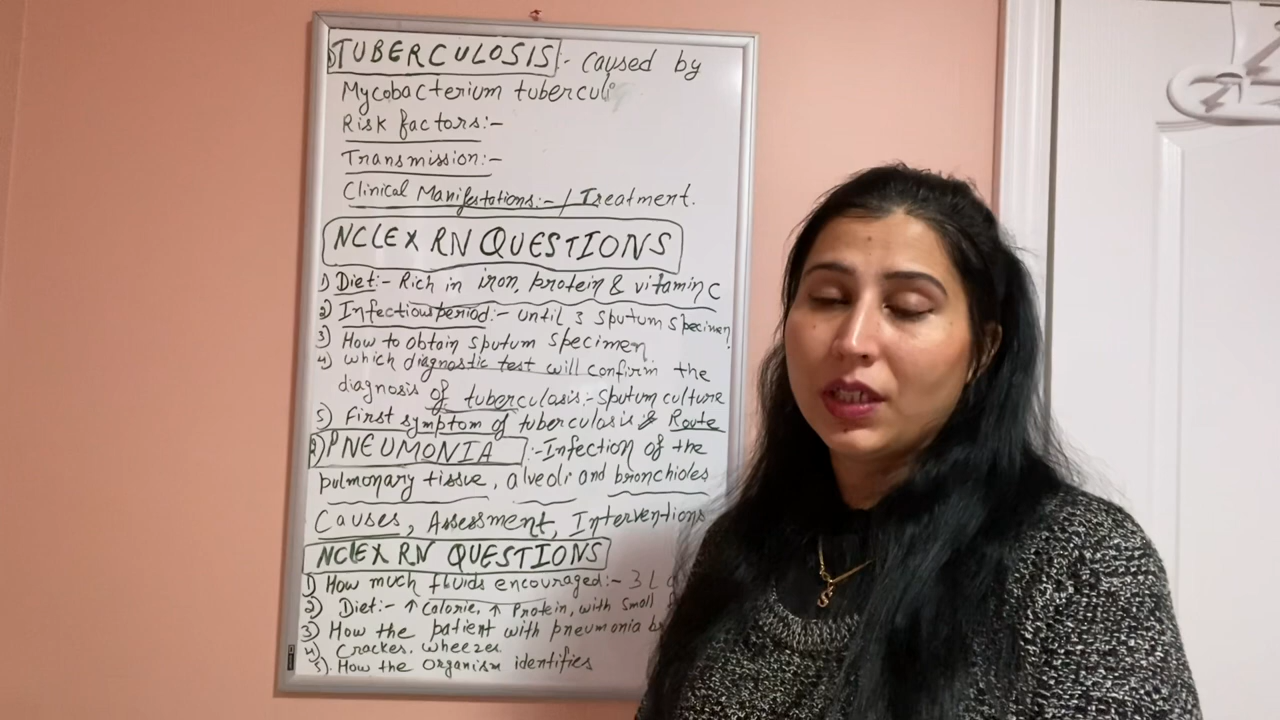 1) TUBERCULOSIS :- caused by
Mycobacterium tuberculi
Risk factors:-
Transmission:-
Clinical Manifestations:- / Treatment.
NCLEX RN QUESTIONS
1) Diet:- Rich in iron, protein & vitamin C
2) Infectious period:- until 3 sputum specimen
3) How to obtain sputum specimen
4) which diagnostic test will confirm the
diagnosis of tuberculosis:- sputum culture
5) First symptom of tuberculosis & Route
2) PNEUMONIA :- Infection of the
pulmonary tissue, alveoli and bronchioles
Causes, Assessment, Interventions
NCLEX RN QUESTIONS
1) How much fluids encouraged:- 3 L
2) Diet:- ↑ Calorie, ↑ Protein, with small
3) How the patient with pneumonia
4) Crackes. wheezes
5). How the Organism identifies